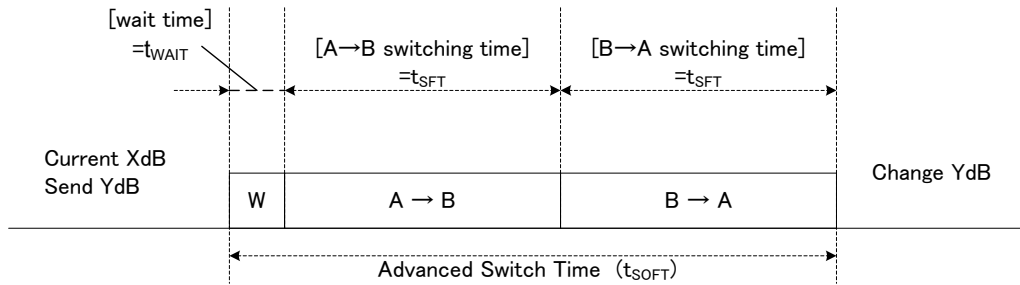 [wait time]
=tWAIT
[A→B switching time]
=tSFT
[B→A switching time]
=tSFT
Current XdB
Send YdB
Change YdB
W
A → B
B → A
Advanced Switch Time (tSOFT)